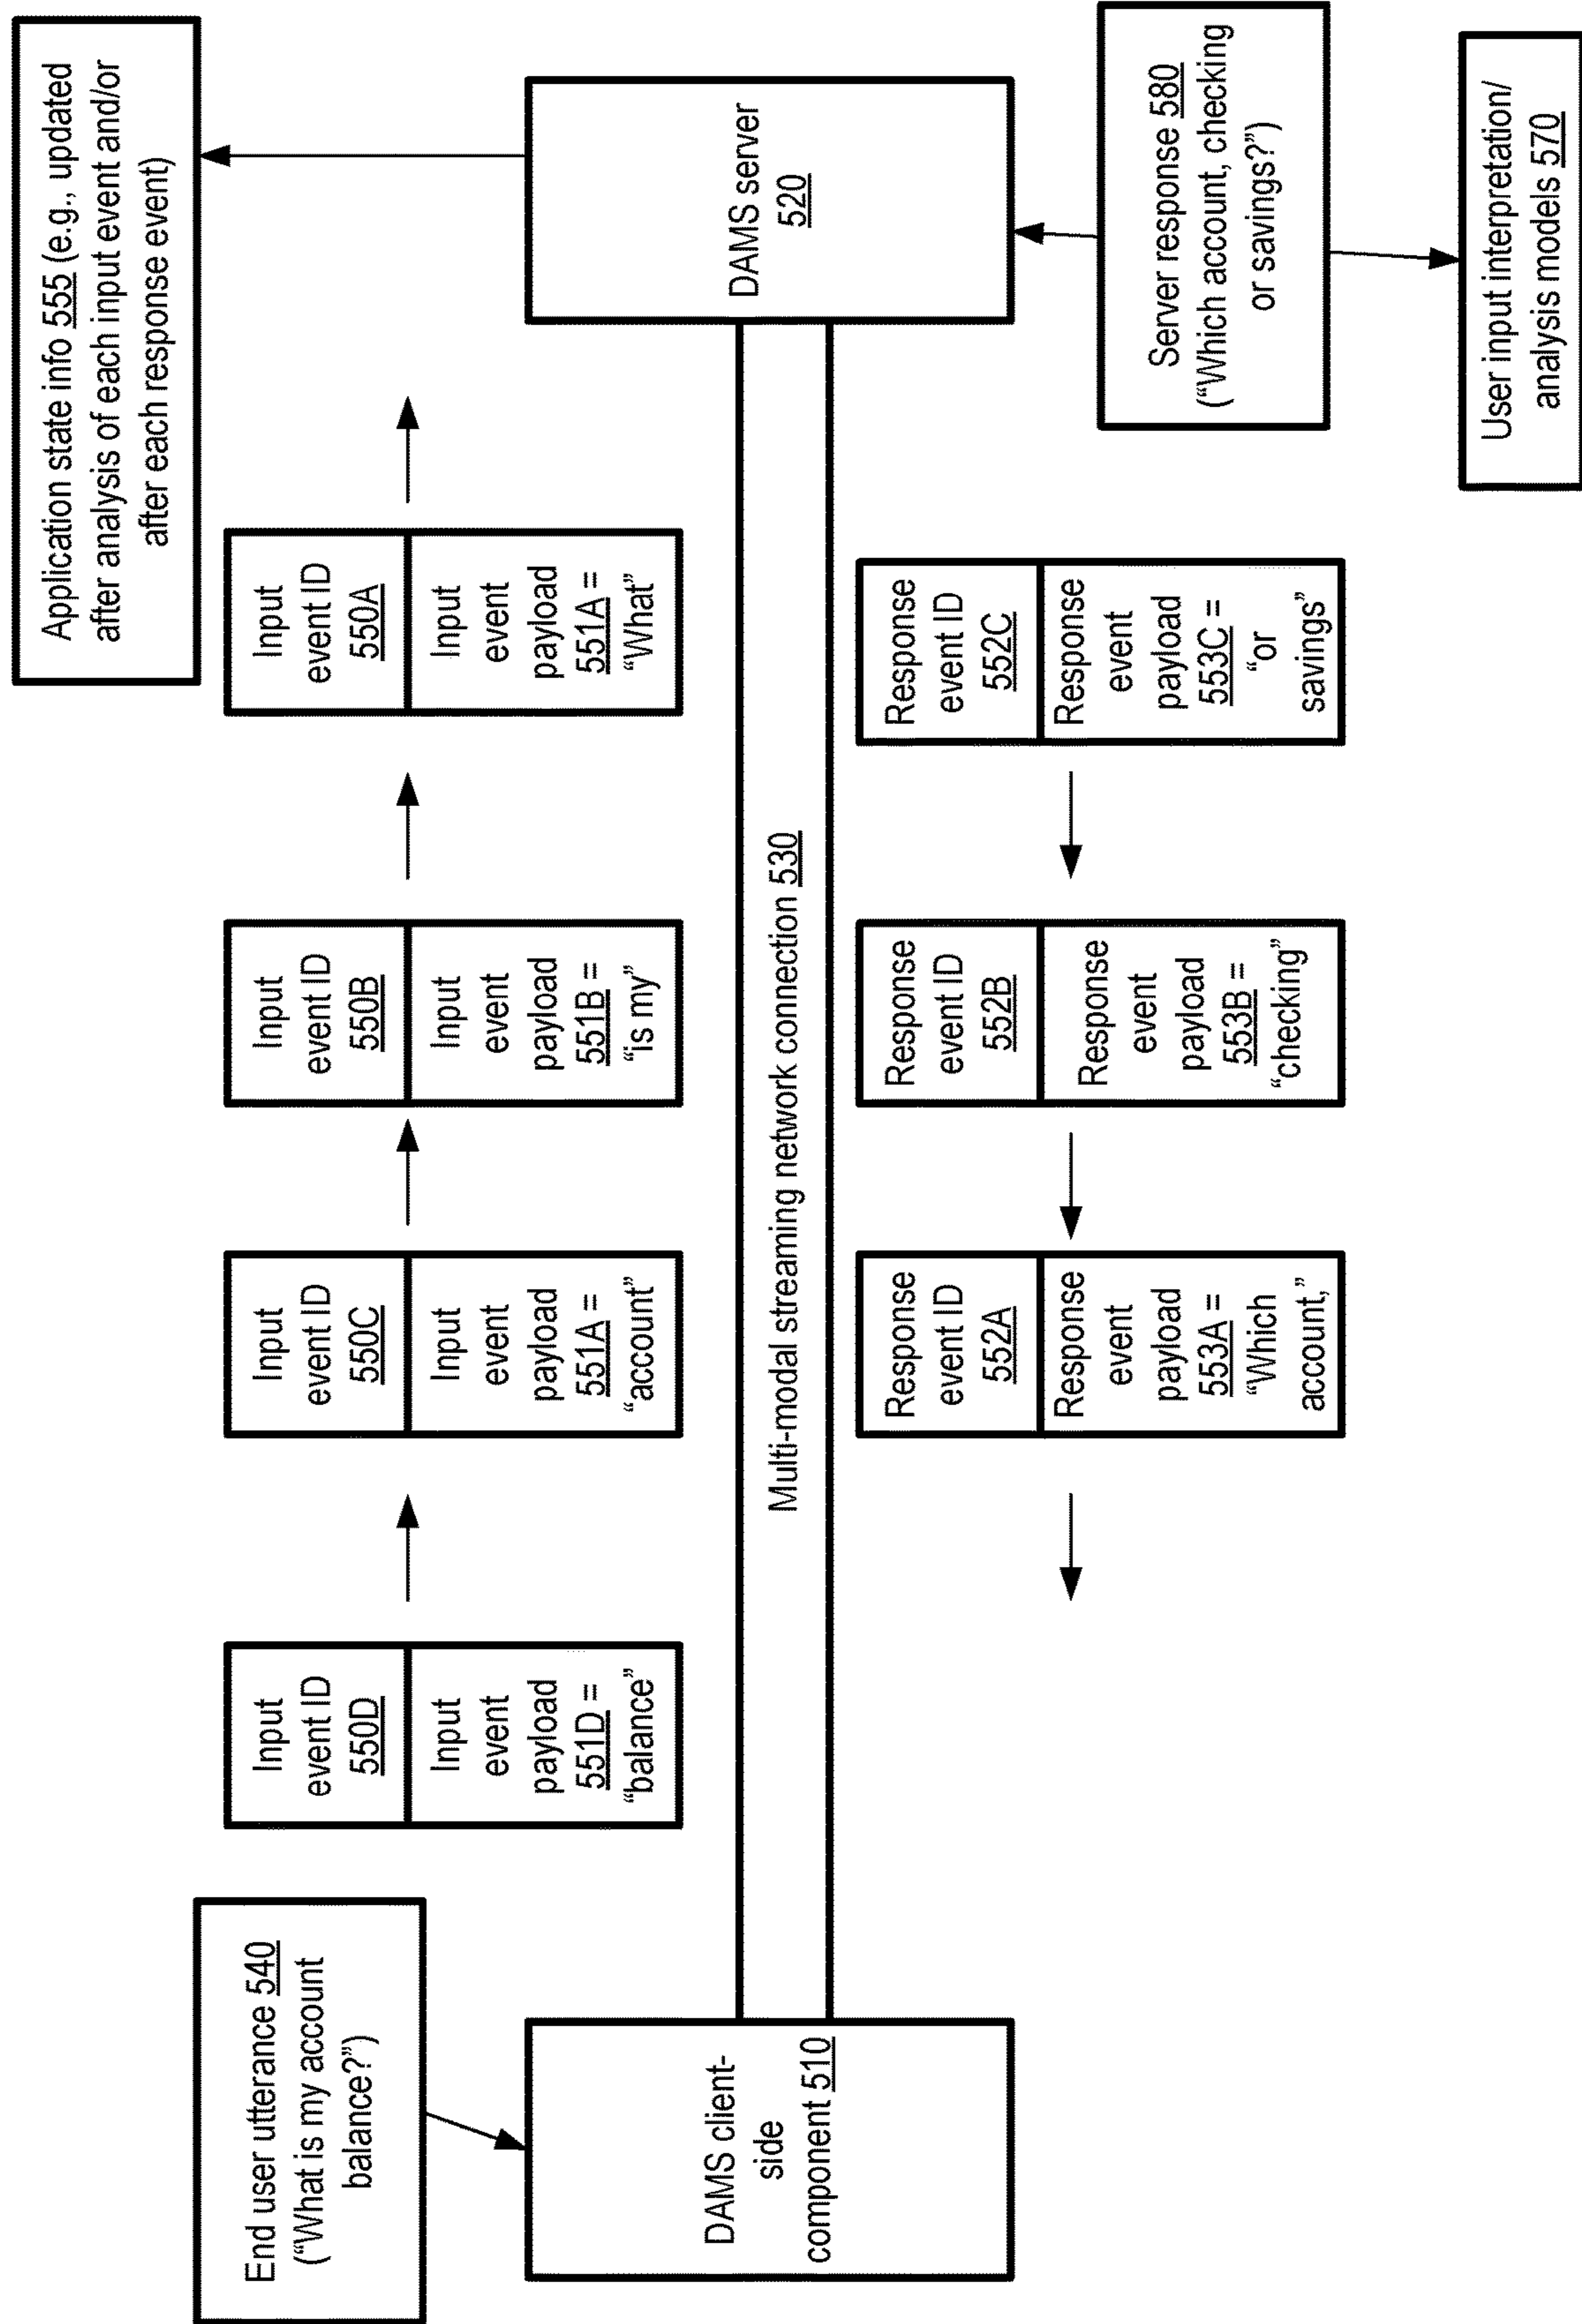 End user utterance 540
(“What is my account
balance?”)
Application state info 555 (e.g., updated
after analysis of each input event and/or
after each response event)
Input
event ID
550D
Input
event
payload
551D =
“balance”
Input
event ID
550C
Input
event
payload
551A =
“account”
Input
event ID
550B
Input
event
payload
551B =
“is my”
Input
event ID
550A
Input
event
payload
551A =
“What”
DAMS client-
side
component 510
Multi-modal streaming network connection 530
DAMS server
520
Response
event ID
552A
Response
event
payload
553A =
“Which
account,”
Response
event ID
552B
Response
event
payload
553B =
“checking”
Response
event ID
552C
Response
event
payload
553C =
“or
savings”
Server response 580
(“Which account, checking
or savings?”)
User input interpretation/
analysis models 570